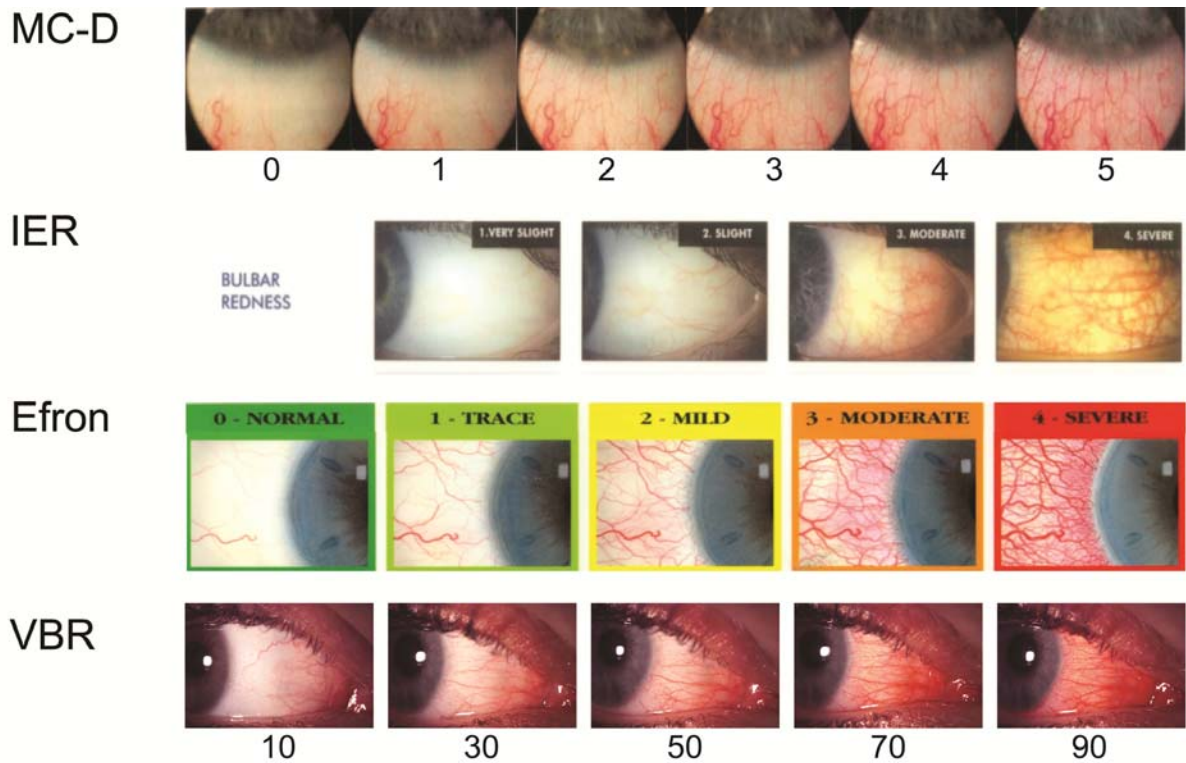 MC-D
0 1 2 3 4 5
IER
BULBAR
REDNESS
1.VERY SLIGHT
2. SLIGHT
3. MODERATE
4. SEVERE
Efron
0 - NORMAL
1 - TRACE
2 - MILD
3 - MODERATE
4 - SEVERE
VBR
10 30 50 70 90